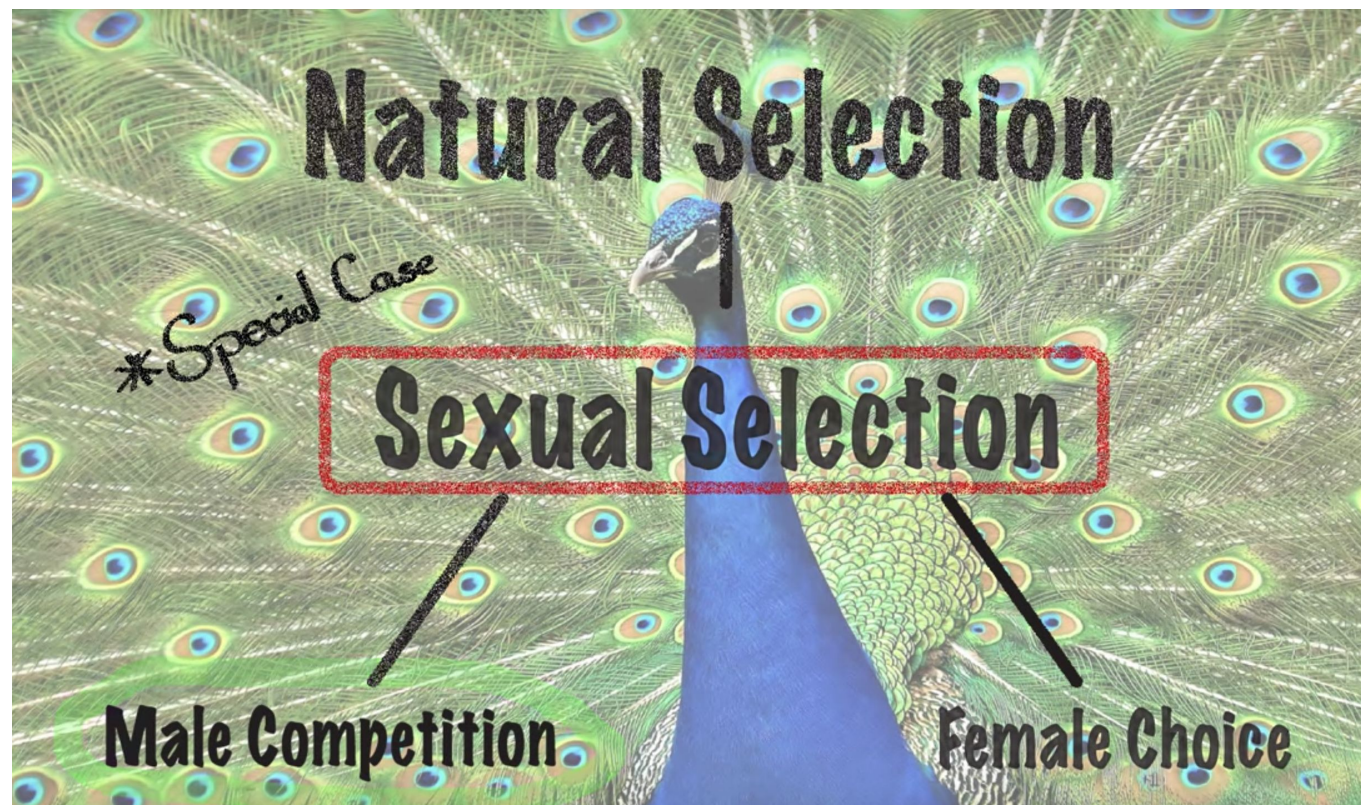 Natural Selection
*Special Case
Sexual Selection
Male Competition
Female Choice